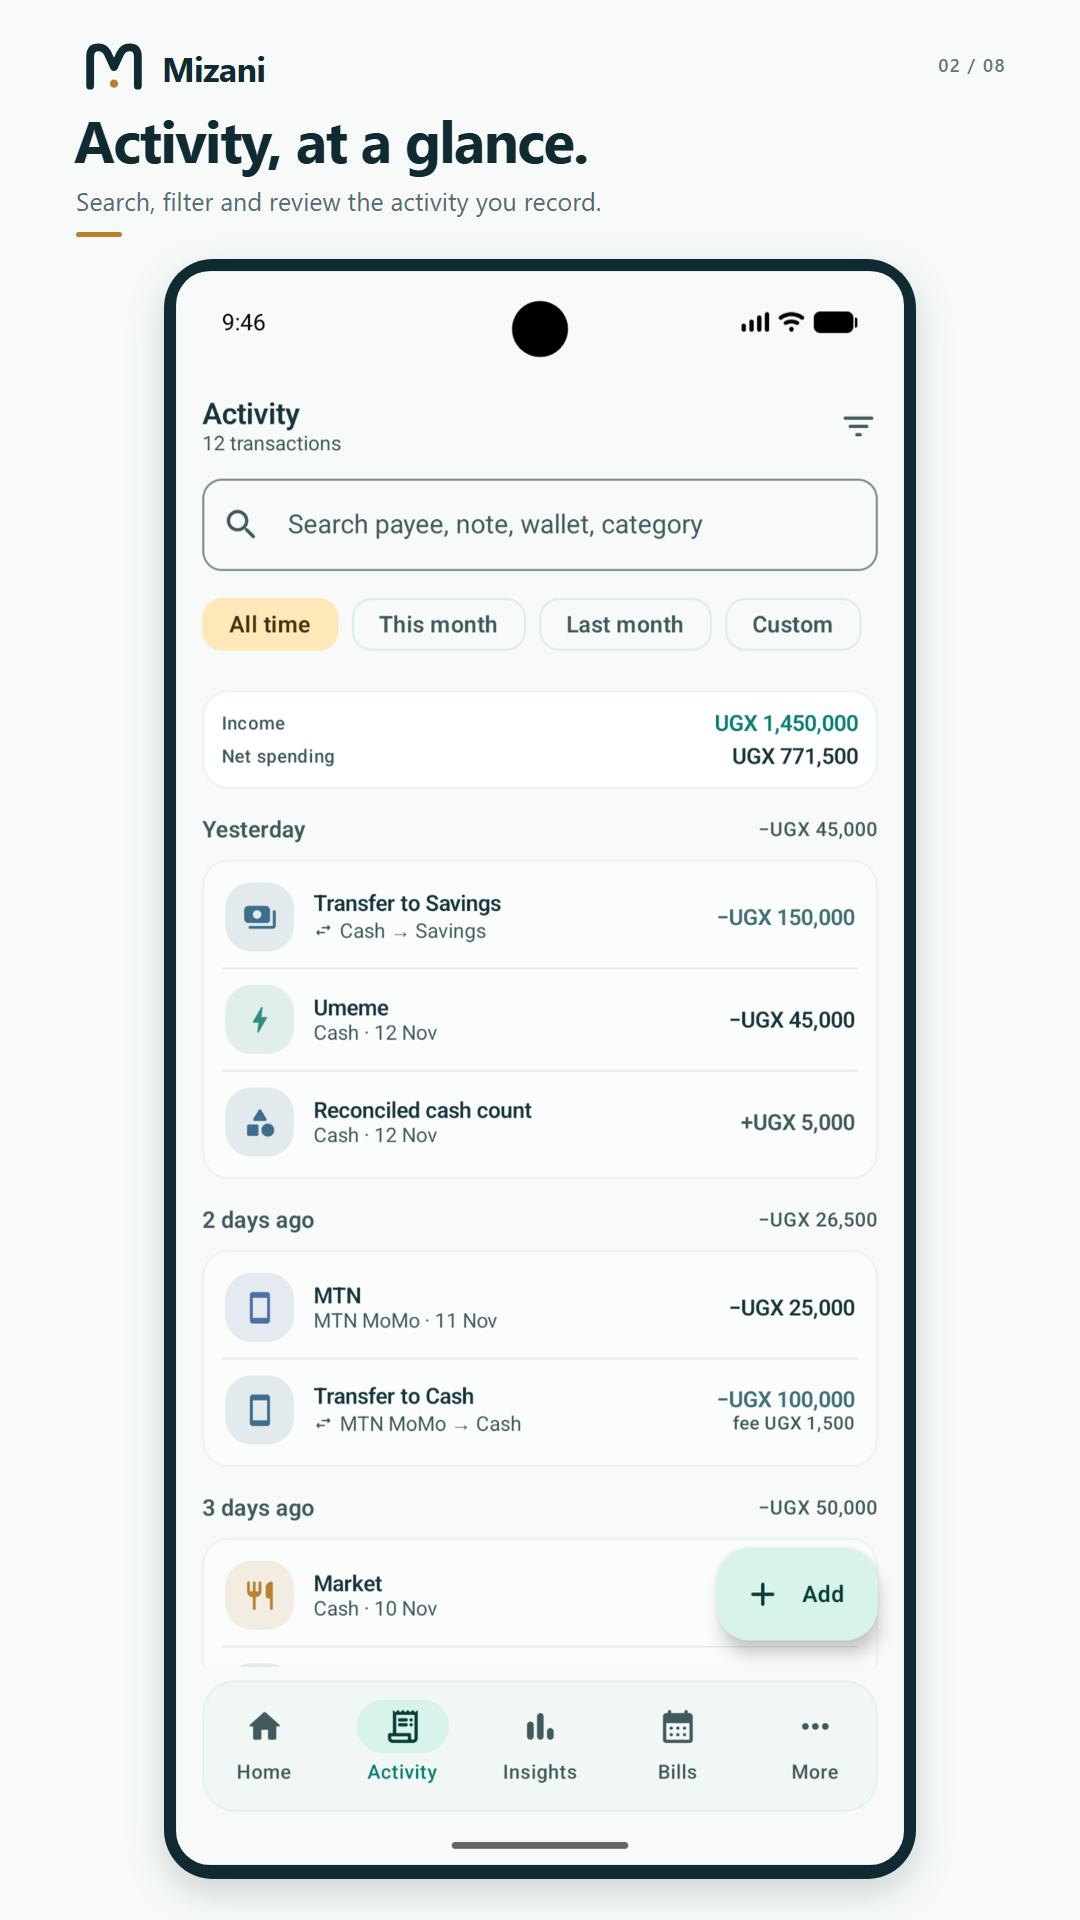 Mizani
02 / 08
Activity, at a glance.
Search, filter and review the activity you record.
9:46
Activity
12 transactions
Search payee, note, wallet, category
All time
This month
Last month
Custom
Income
UGX 1,450,000
Net spending
UGX 771,500
Yesterday
−UGX 45,000
Transfer to Savings
Cash → Savings
−UGX 150,000
Umeme
Cash · 12 Nov
−UGX 45,000
Reconciled cash count
Cash · 12 Nov
+UGX 5,000
2 days ago
−UGX 26,500
MTN
MTN MoMo · 11 Nov
−UGX 25,000
Transfer to Cash
MTN MoMo → Cash
−UGX 100,000
fee UGX 1,500
3 days ago
−UGX 50,000
Market
Cash · 10 Nov
Add
Home
Activity
Insights
Bills
More